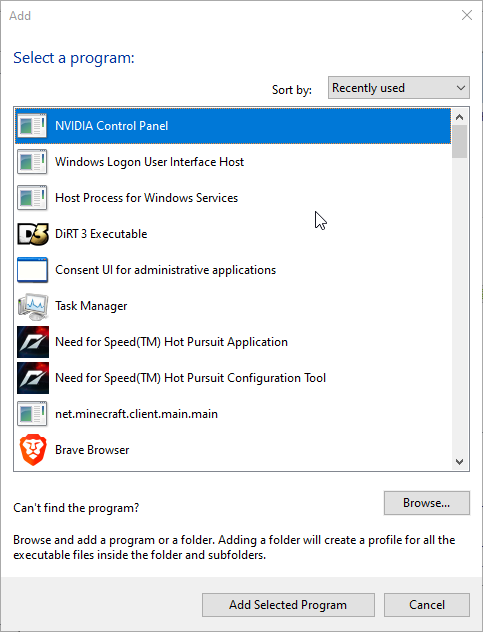 Add
Select a program:
Sort by: Recently used
NVIDIA Control Panel
Windows Logon User Interface Host
Host Process for Windows Services
D3 DiRT 3 Executable
Consent UI for administrative applications
Task Manager
Need for Speed(TM) Hot Pursuit Application
Need for Speed(TM) Hot Pursuit Configuration Tool
net.minecraft.client.main.main
Brave Browser
Can't find the program? Browse...
Browse and add a program or a folder. Adding a folder will create a profile for all the
executable files inside the folder and subfolders.
Add Selected Program Cancel